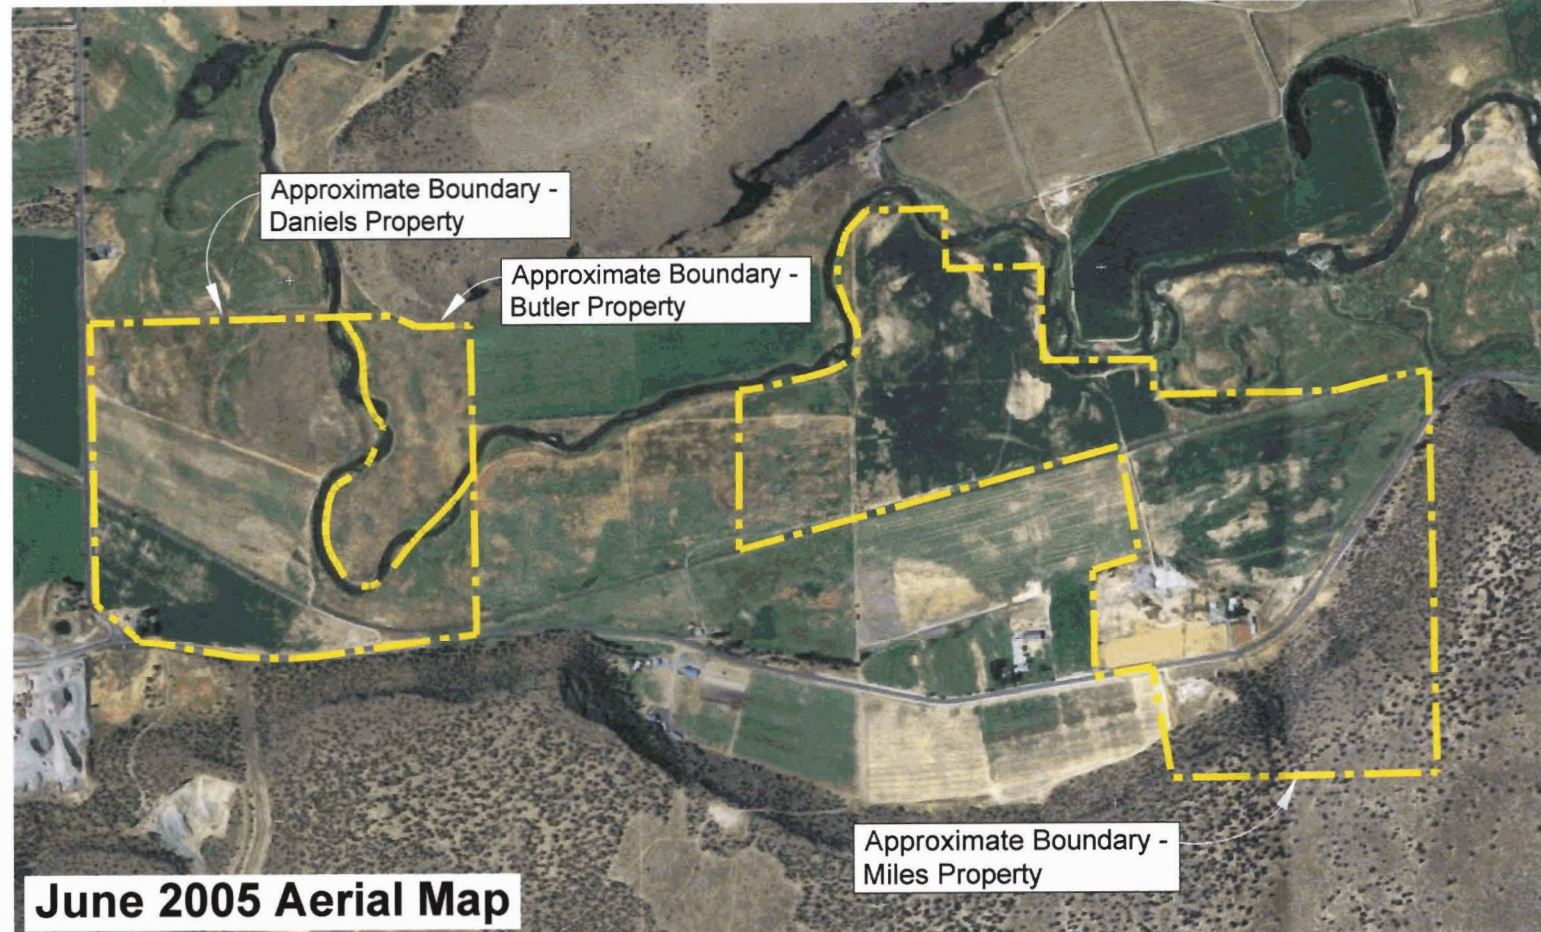 Approximate Boundary -
Daniels Property
Approximate Boundary -
Butler Property
Approximate Boundary -
Miles Property
June 2005 Aerial Map